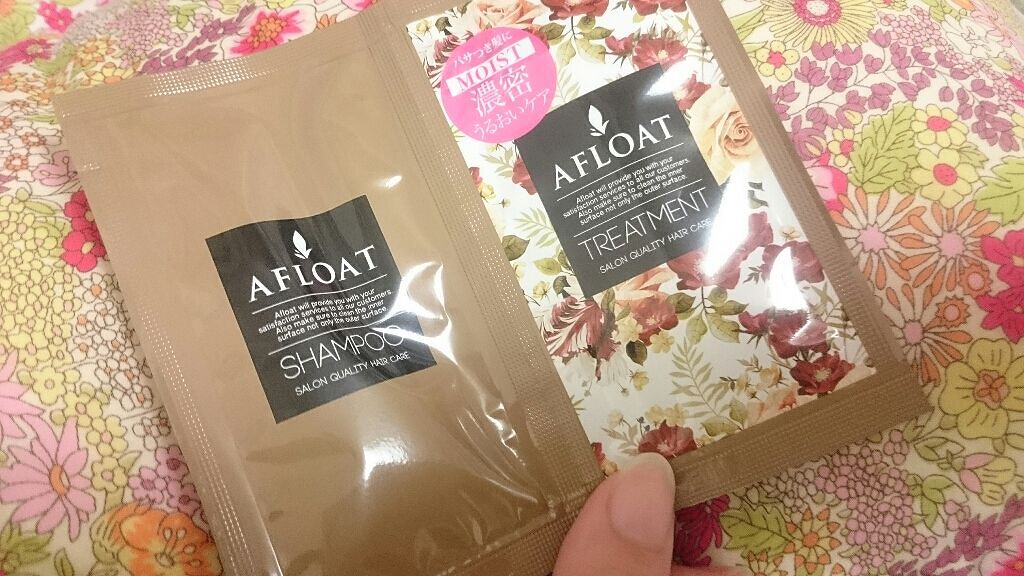 AFLOAT
Afloat will provide you with your
satisfaction services to all our customers.
Also make sure to clean the inner
surface not only the outer surface
SHAMPOO
SALON QUALITY HAIR CARE
パサつき髪に
MOIST
濃密
うるおいケア
AFLOAT
Afloat will provide you with your
satisfaction services to all our customers.
Also make sure to clean the inner
surface not only the outer surface
TREATMENT
SALON QUALITY HAIR CARE